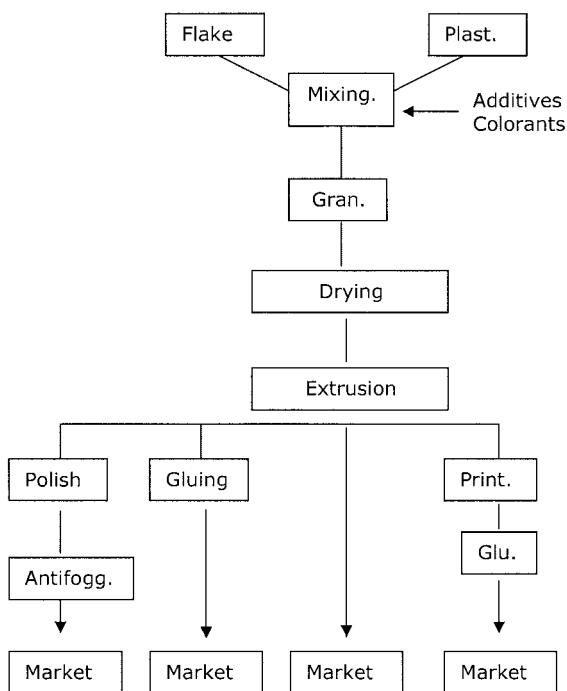 Flake
Plast.
Mixing.
Additives
Colorants
Gran.
Drying
Extrusion
Polish
Gluing
Print.
Glu.
Antifogg.
Market
Market
Market
Market